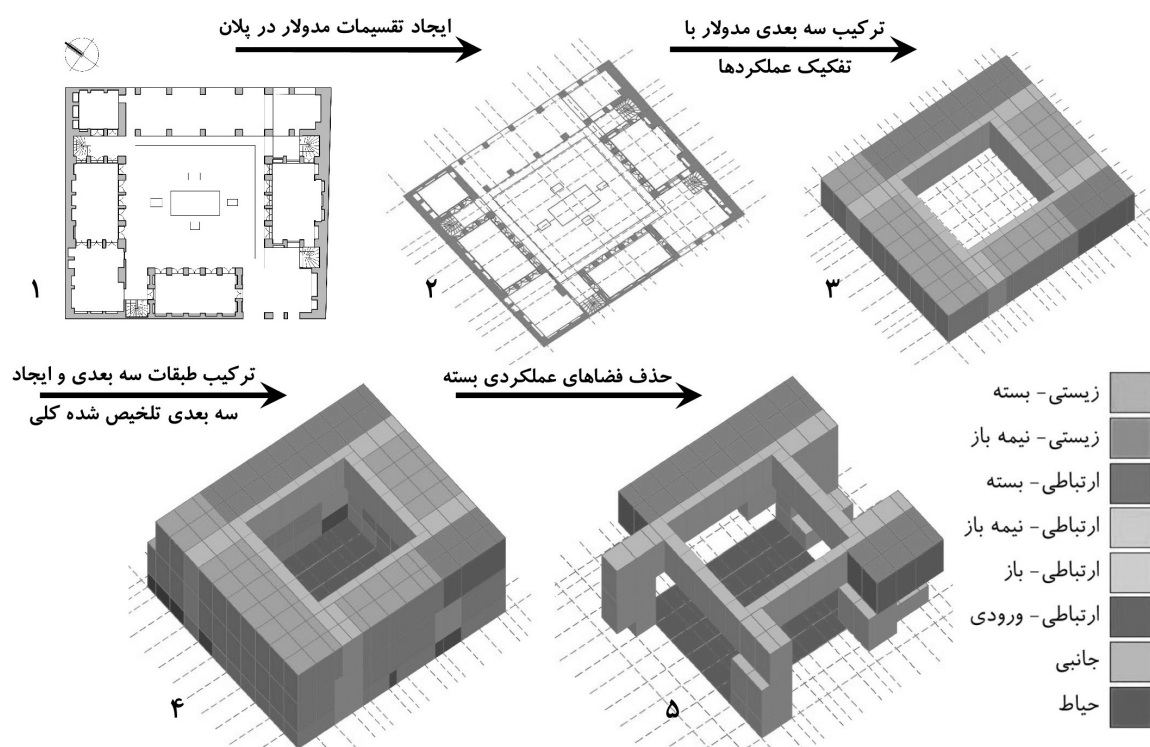 ایجاد تقسیمات مدولار در پلان
ترکیب سه بعدی مدولار با
تفکیک عملکردها
۱
۲
۳
ترکیب طبقات سه بعدی و ایجاد
سه بعدی تلخیص شده کلی
حذف فضاهای عملکردی بسته
۴
۵
زیستی- بسته
زیستی- نیمه باز
ارتباطی- بسته
ارتباطی- نیمه باز
ارتباطی- باز
ارتباطی- ورودی
جانبی
حیاط